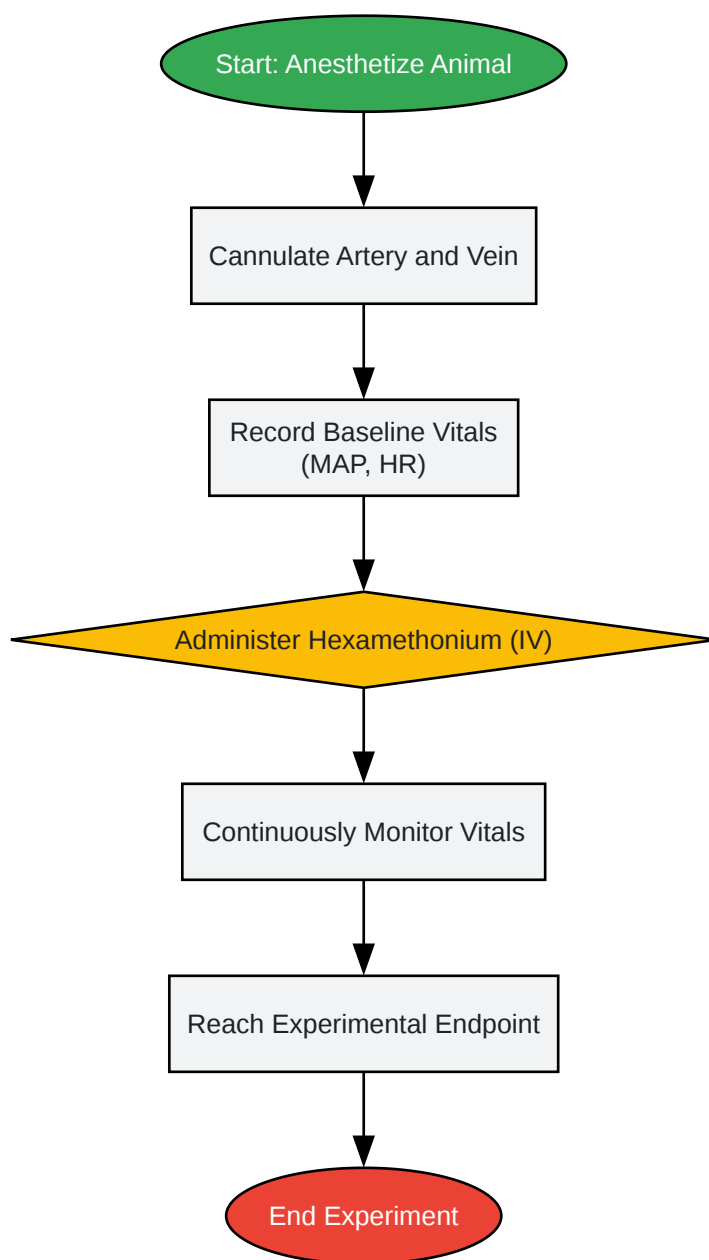 Start: Anesthetize Animal
Cannulate Artery and Vein
Record Baseline Vitals
(MAP, HR)
Administer Hexamethonium (IV)
Continuously Monitor Vitals
Reach Experimental Endpoint
End Experiment